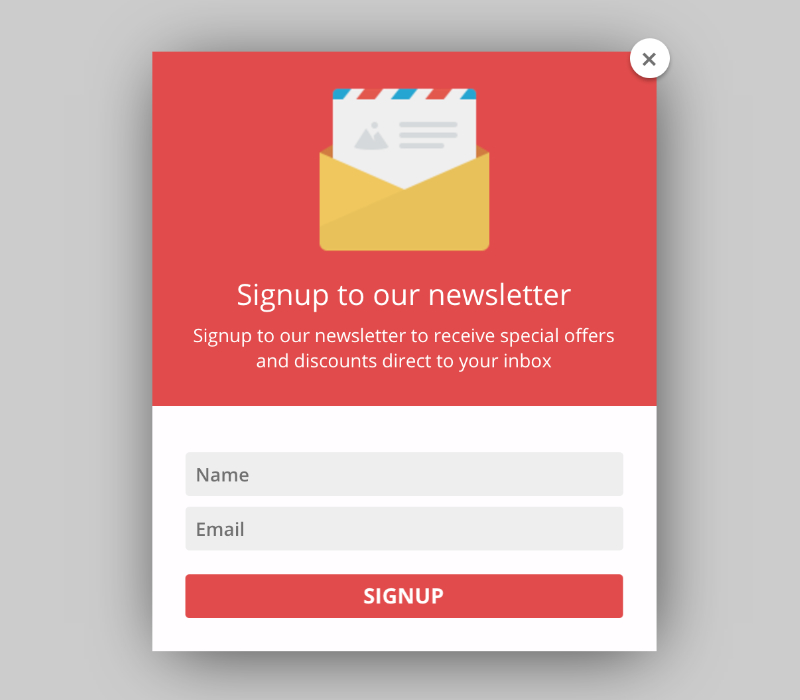 Signup to our newsletter
Signup to our newsletter to receive special offers
and discounts direct to your inbox
Name
Email
SIGNUP